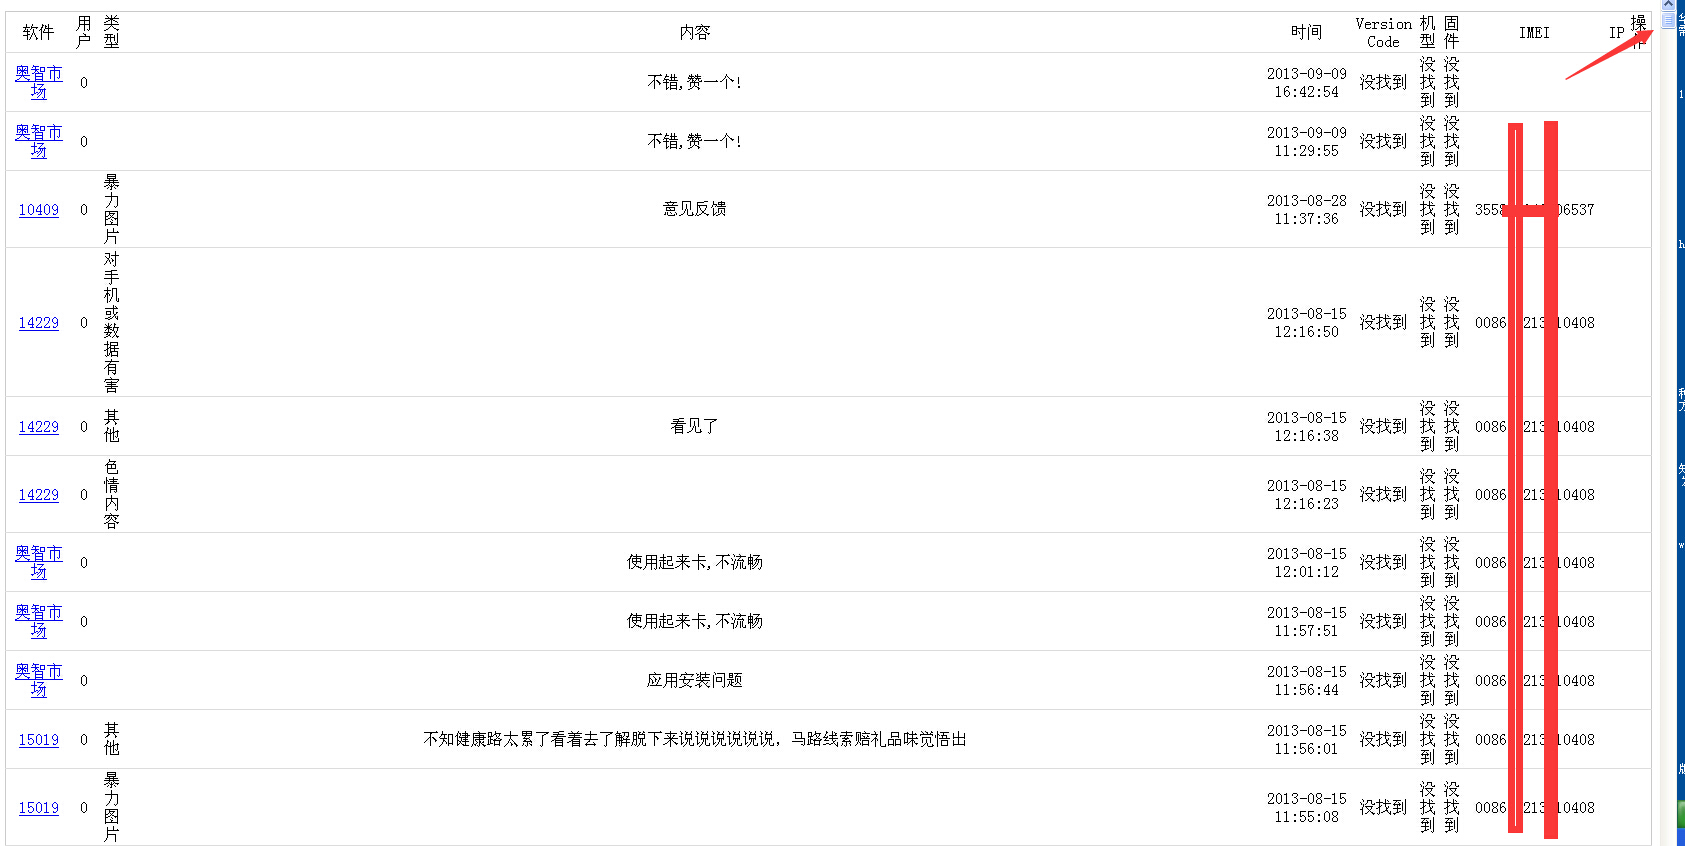 软件 用户 类型 内容 时间 Version Code 机型 固件 IMEI IP 操作
奥智市场 0 不错,赞一个! 2013-09-09 16:42:54 没找到 没找到 没找到
奥智市场 0 不错,赞一个! 2013-09-09 11:29:55 没找到 没找到 没找到
10409 0 暴力图片 意见反馈 2013-08-28 11:37:36 没找到 没找到 没找到 355 06537
14229 0 对手机或数据有害 2013-08-15 12:16:50 没找到 没找到 没找到 0086 213 10408
14229 0 其他 看见了 2013-08-15 12:16:38 没找到 没找到 没找到 0086 213 10408
14229 0 色情内容 2013-08-15 12:16:23 没找到 没找到 没找到 0086 213 10408
奥智市场 0 使用起来卡,不流畅 2013-08-15 12:01:12 没找到 没找到 没找到 0086 213 10408
奥智市场 0 使用起来卡,不流畅 2013-08-15 11:57:51 没找到 没找到 没找到 0086 213 10408
奥智市场 0 应用安装问题 2013-08-15 11:56:44 没找到 没找到 没找到 0086 213 10408
15019 0 其他 不知健康路太累了看着去了解脱下来说说说说说说, 马路线索赔礼品味觉悟出 2013-08-15 11:56:01 没找到 没找到 没找到 0086 213 10408
15019 0 暴力图片 2013-08-15 11:55:08 没找到 没找到 没找到 0086 213 10408